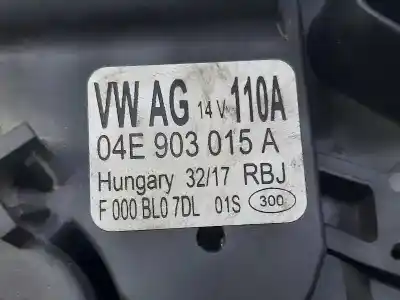 VW AG 14 V 110A
04E 903 015 A
Hungary 32/17 RBJ
F 000 BL0 7DL 01S 300